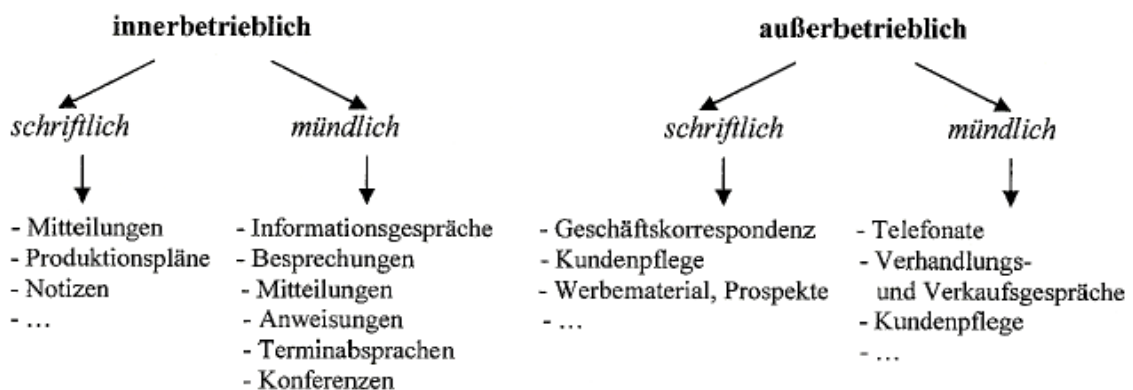 innerbetrieblich
schriftlich
- Mitteilungen
- Produktionspläne
- Notizen
- ...
mündlich
- Informationsgespräche
- Besprechungen
- Mitteilungen
- Anweisungen
- Terminabsprachen
- Konferenzen
außerbetrieblich
schriftlich
- Geschäftskorrespondenz
- Kundenpflege
- Werbematerial, Prospekte
- ...
mündlich
- Telefonate
- Verhandlungs-
und Verkaufsgespräche
- Kundenpflege
- ...